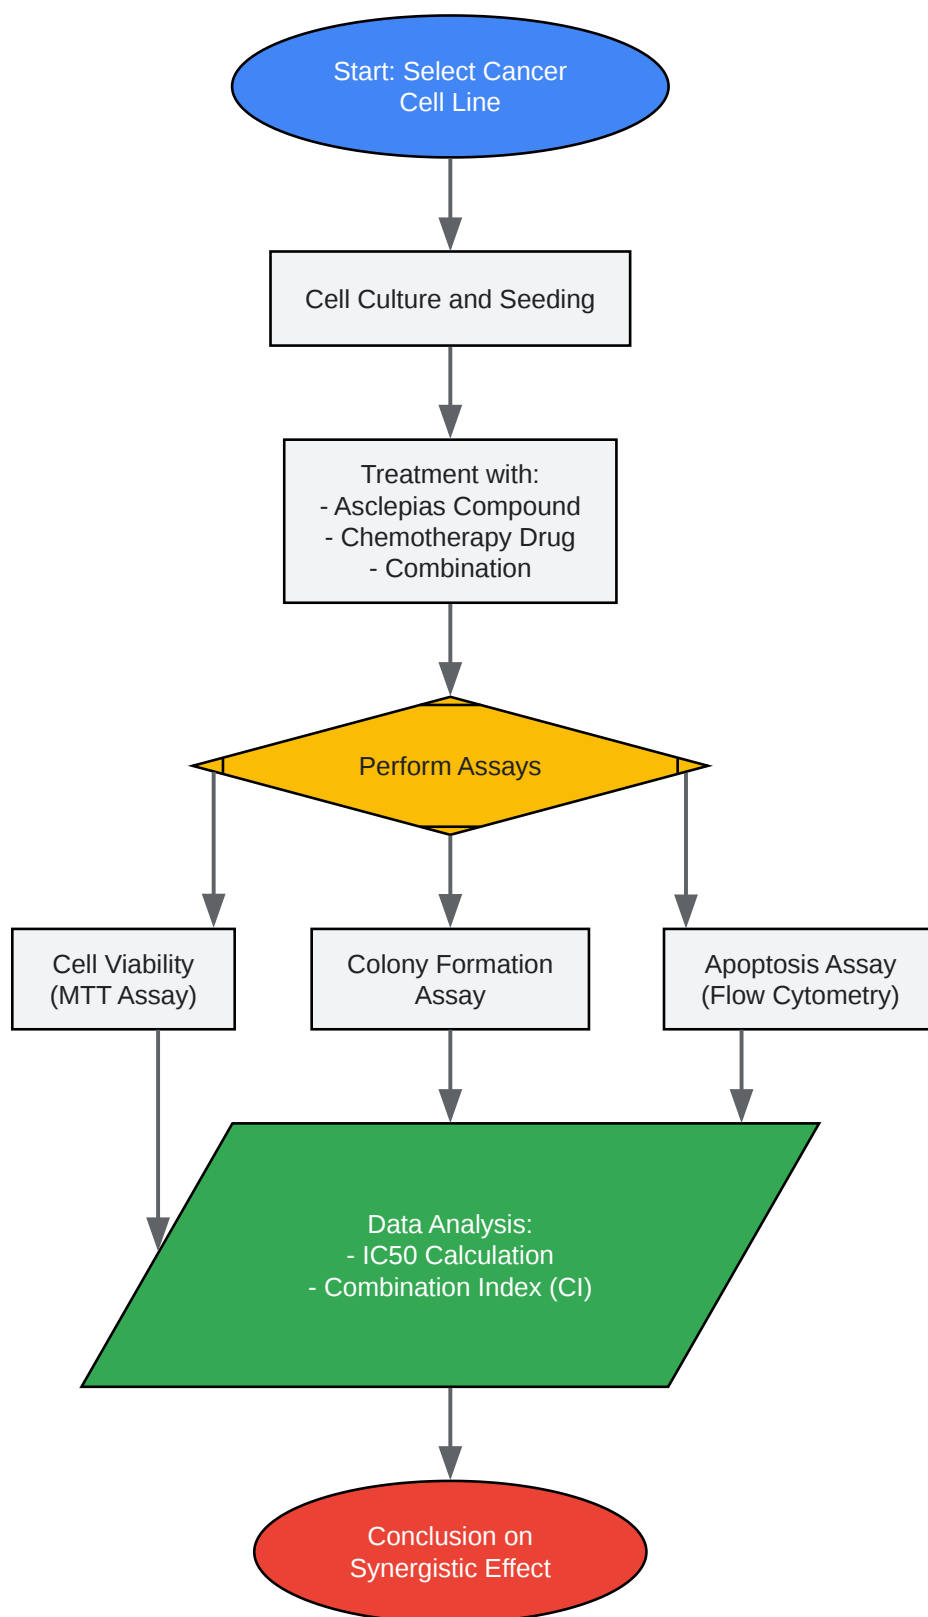 Start: Select Cancer
Cell Line
Cell Culture and Seeding
Treatment with:
- Asclepias Compound
- Chemotherapy Drug
- Combination
Perform Assays
Cell Viability
(MTT Assay)
Colony Formation
Assay
Apoptosis Assay
(Flow Cytometry)
Data Analysis:
- IC50 Calculation
- Combination Index (CI)
Conclusion on
Synergistic Effect